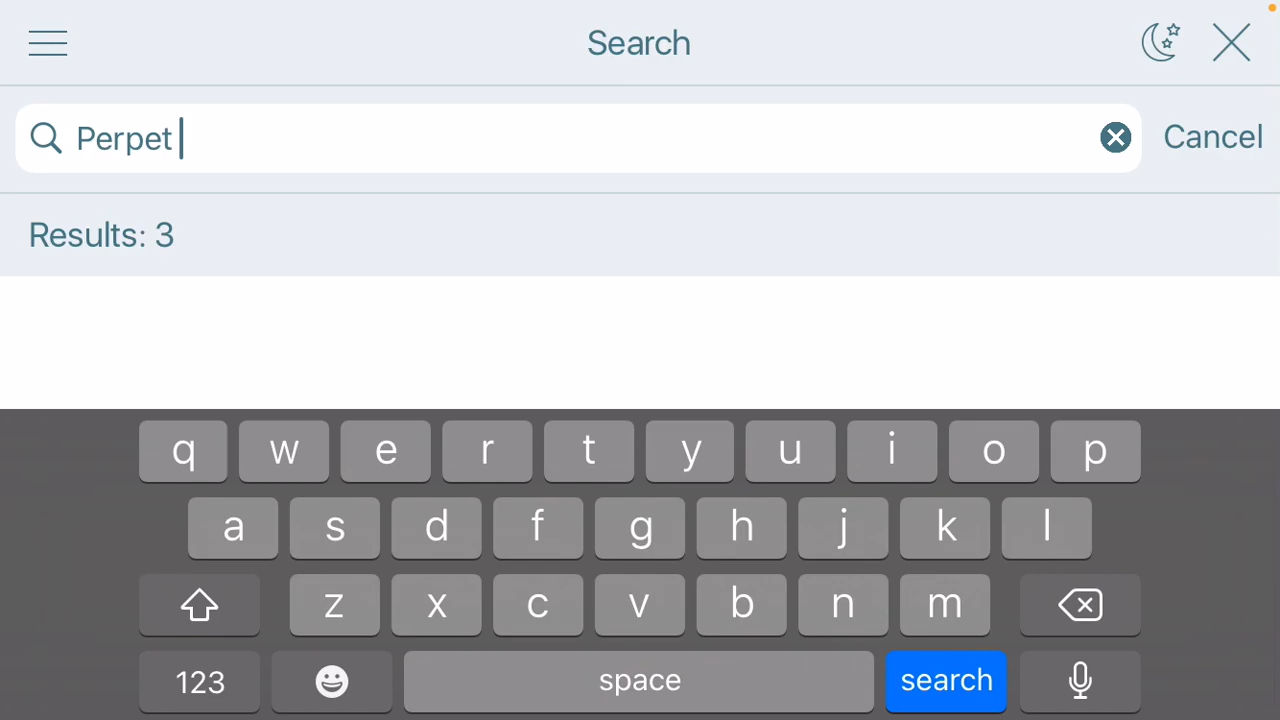 Search
Perpet
Cancel
Results: 3
q w e r t y u i o p
a s d f g h j k l
z x c v b n m
123 space search